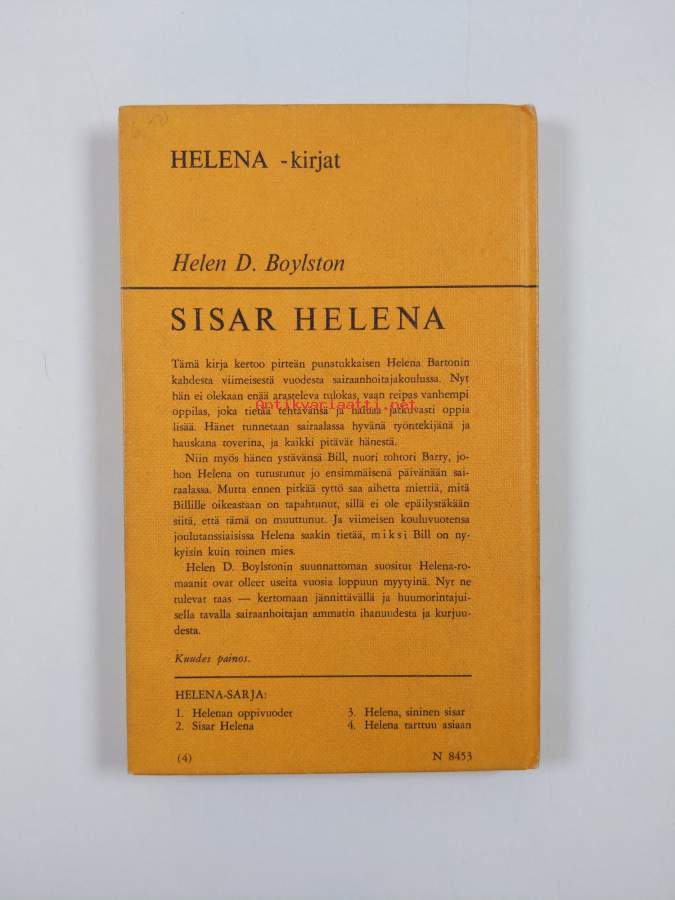 6,50
HELENA -kirjat
Helen D. Boylston
SISAR HELENA
Tämä kirja kertoo pirteän punatukkaisen Helena Bartonin
kahdesta viimeisestä vuodesta sairaanhoitajakoulussa. Nyt
hän ei olekaan enää arasteleva tulokas, vaan reipas vanhempi
oppilas, joka tietää tehtävänsä ja haluaa jatkuvasti oppia
Antikvariaatti.net
lisää. Hänet tunnetaan sairaalassa hyvänä työntekijänä ja
hauskana toverina, ja kaikki pitävät hänestä.
Niin myös hänen ystävänsä Bill, nuori tohtori Barry, jo-
hon Helena on tutustunut jo ensimmäisenä päivänään sai-
raalassa. Mutta ennen pitkää tyttö saa aihetta miettiä, mitä
Billille oikeastaan on tapahtunut, sillä ei ole epäilystäkään
siitä, että tämä on muuttunut. Ja viimeisen kouluvuotensa
joulutanssiaisissa Helena saakin tietää, miksi Bill on ny-
kyisin kuin toinen mies.
Helen D. Boylstonin suunnattoman suositut Helena-ro-
maanit ovat olleet useita vuosia loppuun myytyinä. Nyt ne
tulevat taas — kertomaan jännittävällä ja huumorintajui-
sella tavalla sairaanhoitajan ammatin ihanuudesta ja kurjuu-
desta.
Kuudes painos.
HELENA-SARJA:
1. Helenan oppivuodet
2. Sisar Helena
3. Helena, sininen sisar
4. Helena tarttuu asiaan
(4)
N 8453